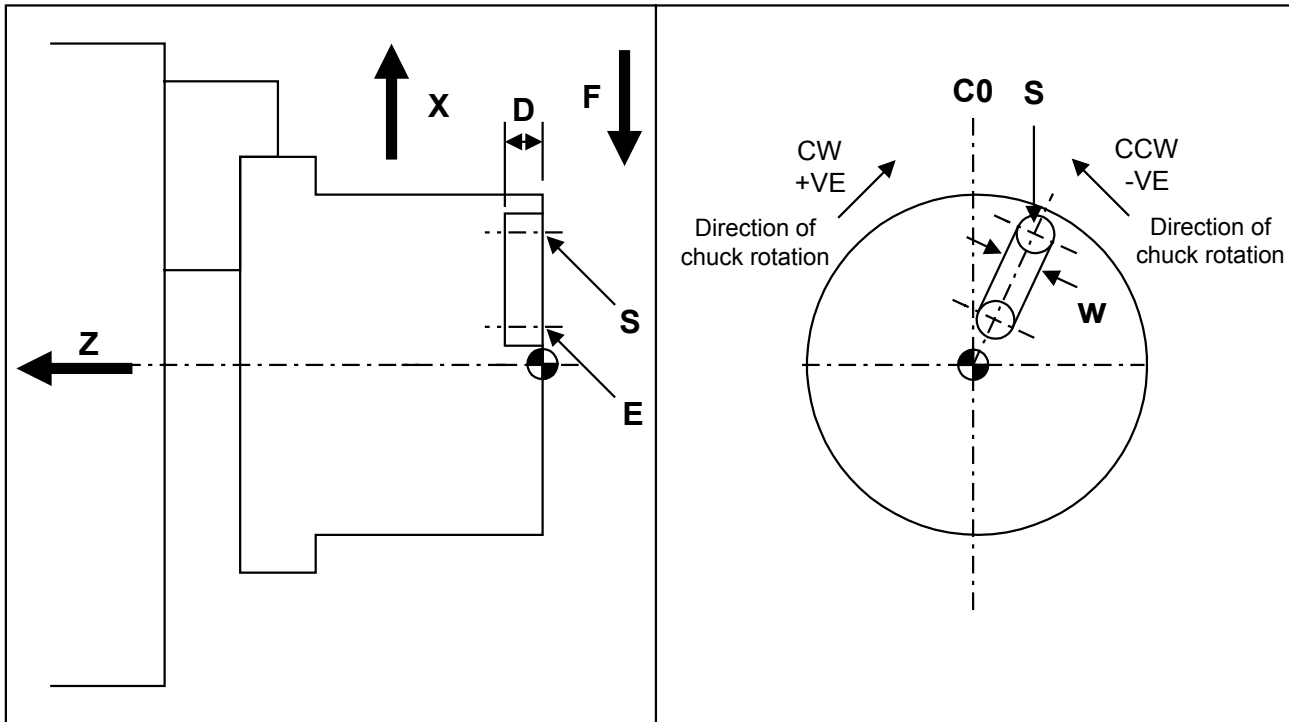 X
F
D
Z
S
E
C0
S
CW
+VE
CCW
-VE
Direction of
chuck rotation
Direction of
chuck rotation
W